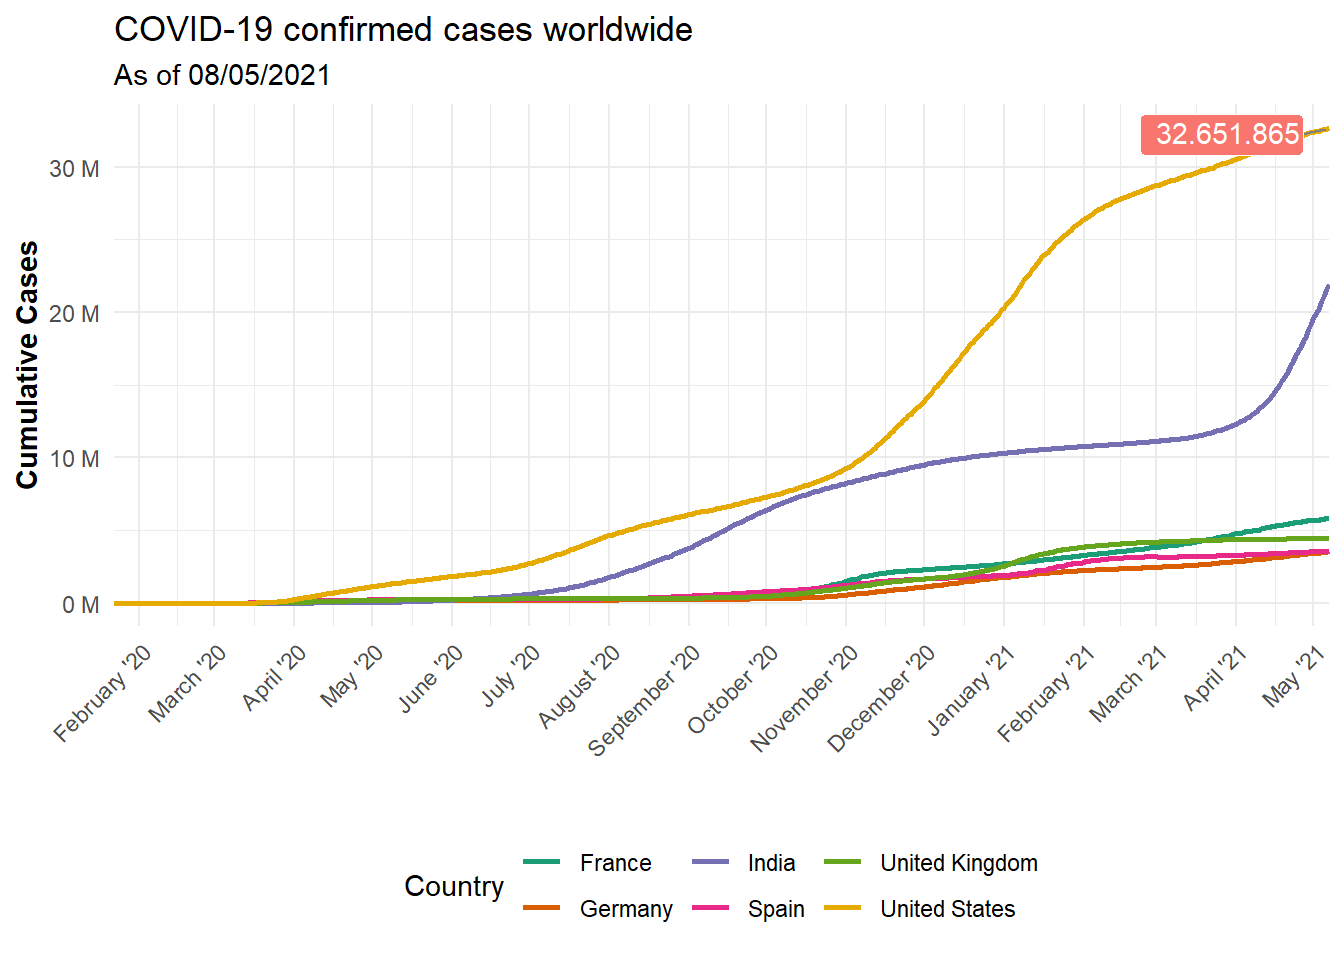 COVID-19 confirmed cases worldwide
As of 08/05/2021
32.651.865
30 M
20 M
10 M
0 M
Cumulative Cases
February '20
March '20
April '20
May '20
June '20
July '20
August '20
September '20
October '20
November '20
December '20
January '21
February '21
March '21
April '21
May '21
Country
France
India
United Kingdom
Germany
Spain
United States